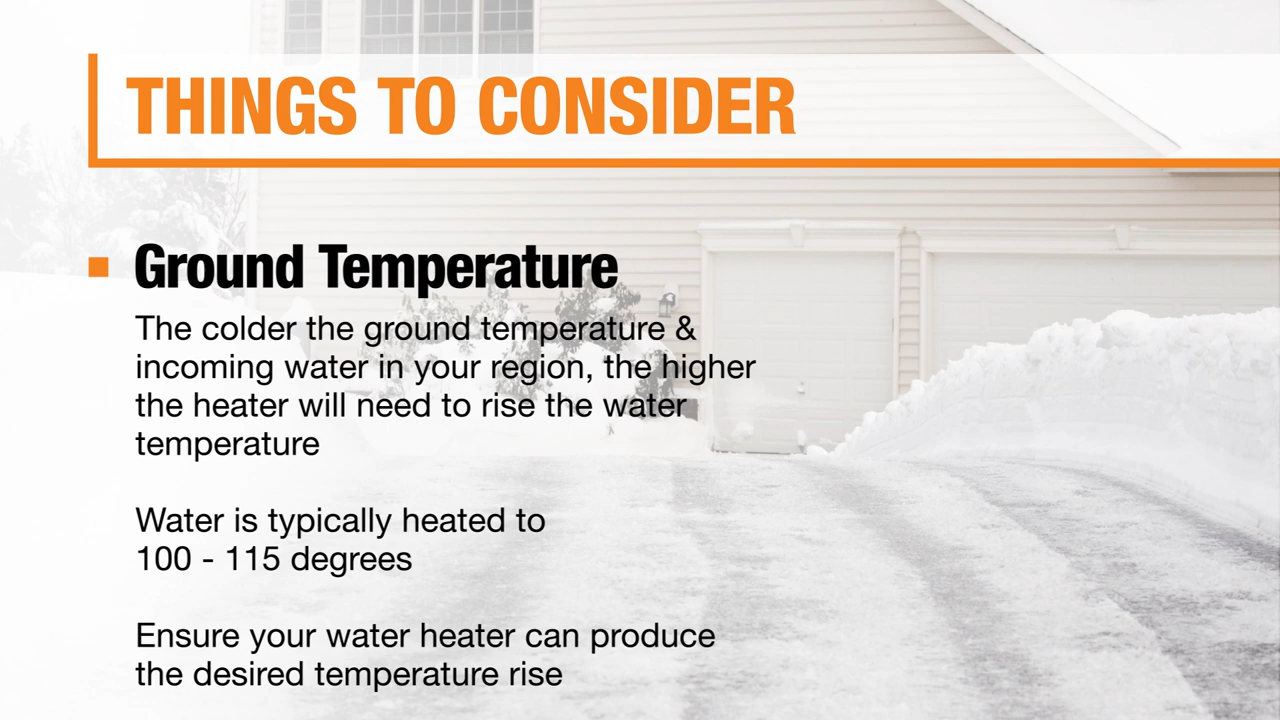 THINGS TO CONSIDER
Ground Temperature
The colder the ground temperature &
incoming water in your region, the higher
the heater will need to rise the water
temperature
Water is typically heated to
100 - 115 degrees
Ensure your water heater can produce
the desired temperature rise